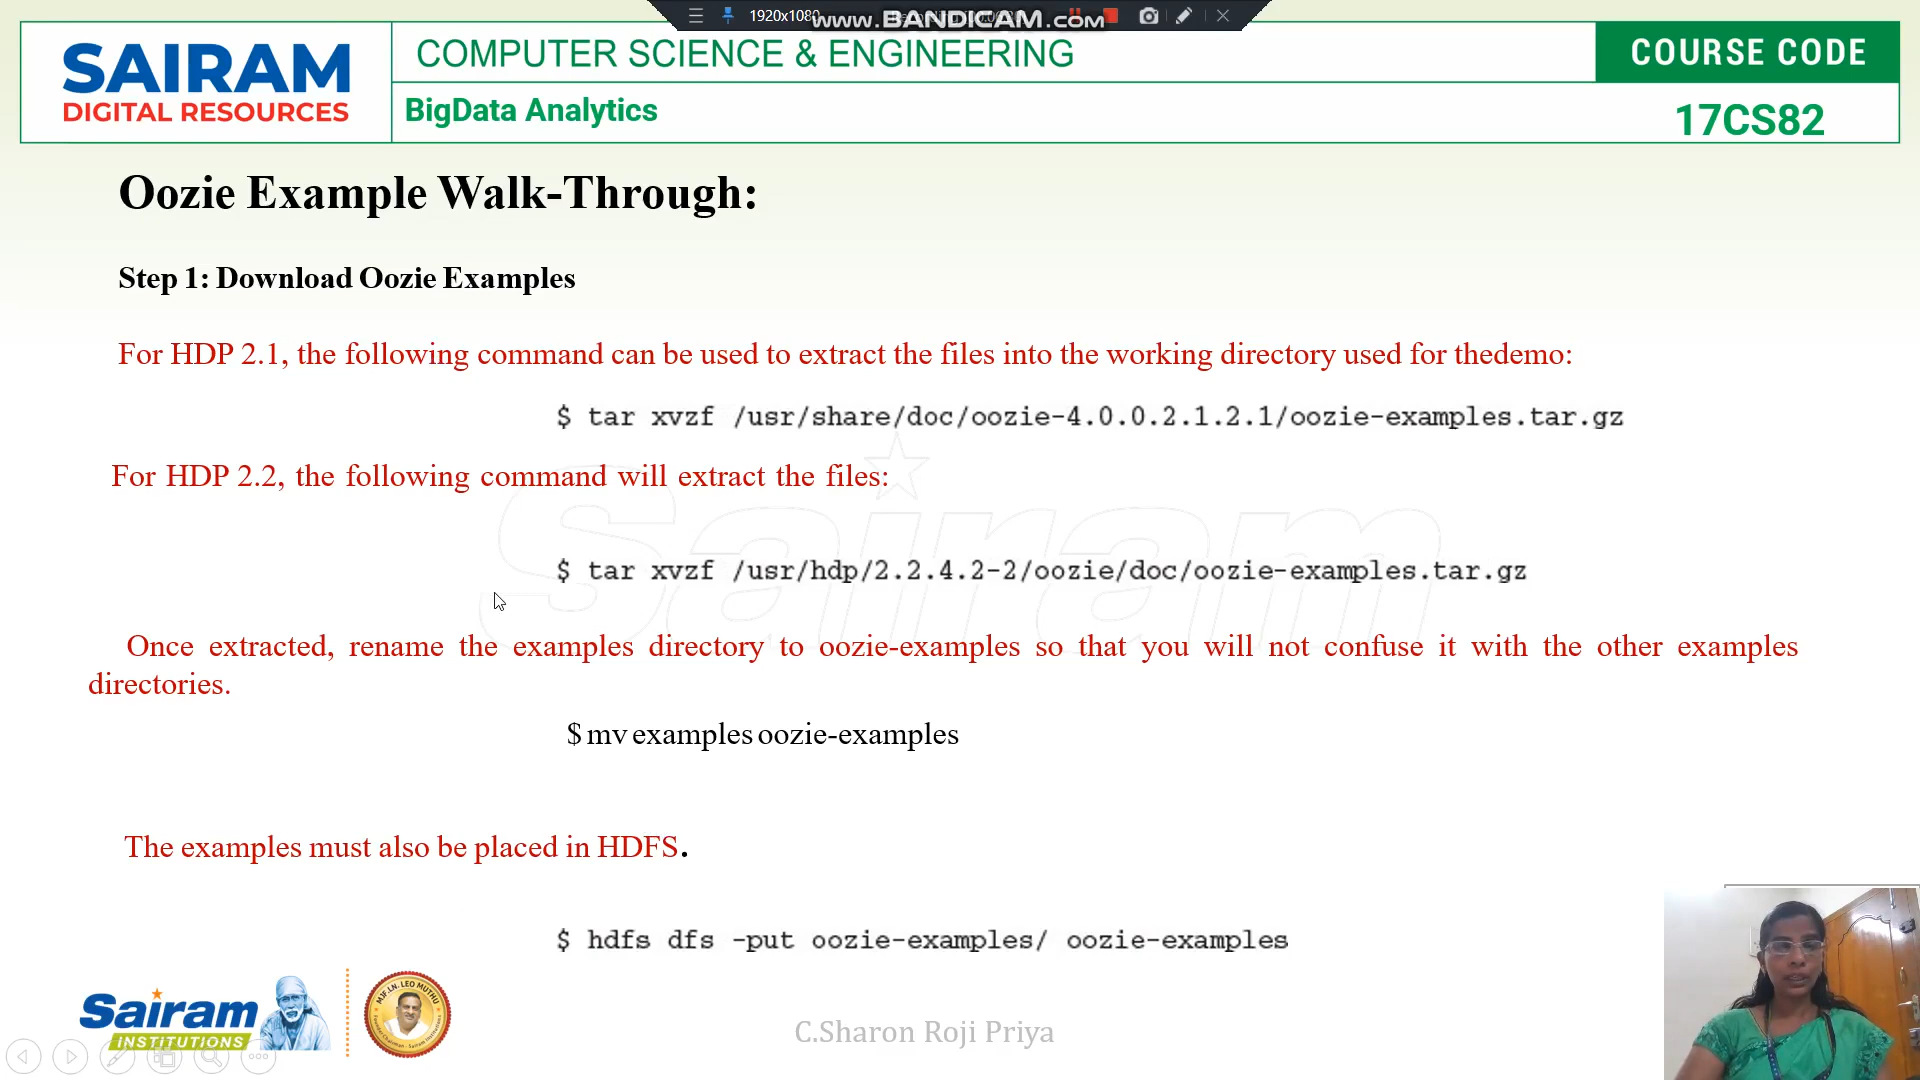 1920x1080
www.BANDICAM.com
SAIRAM
DIGITAL RESOURCES
COMPUTER SCIENCE & ENGINEERING
COURSE CODE
BigData Analytics
17CS82
Oozie Example Walk-Through:
Step 1: Download Oozie Examples
For HDP 2.1, the following command can be used to extract the files into the working directory used for thedemo:
$ tar xvzf /usr/share/doc/oozie-4.0.0.2.1.2.1/oozie-examples.tar.gz
For HDP 2.2, the following command will extract the files:
$ tar xvzf /usr/hdp/2.2.4.2-2/oozie/doc/oozie-examples.tar.gz
Sairam
Once extracted, rename the examples directory to oozie-examples so that you will not confuse it with the other examples
directories.
$ mv examples oozie-examples
The examples must also be placed in HDFS.
$ hdfs dfs -put oozie-examples/ oozie-examples
Sairam
INSTITUTIONS
MJF.LN. LEO MUTHU
C.Sharon Roji Priya